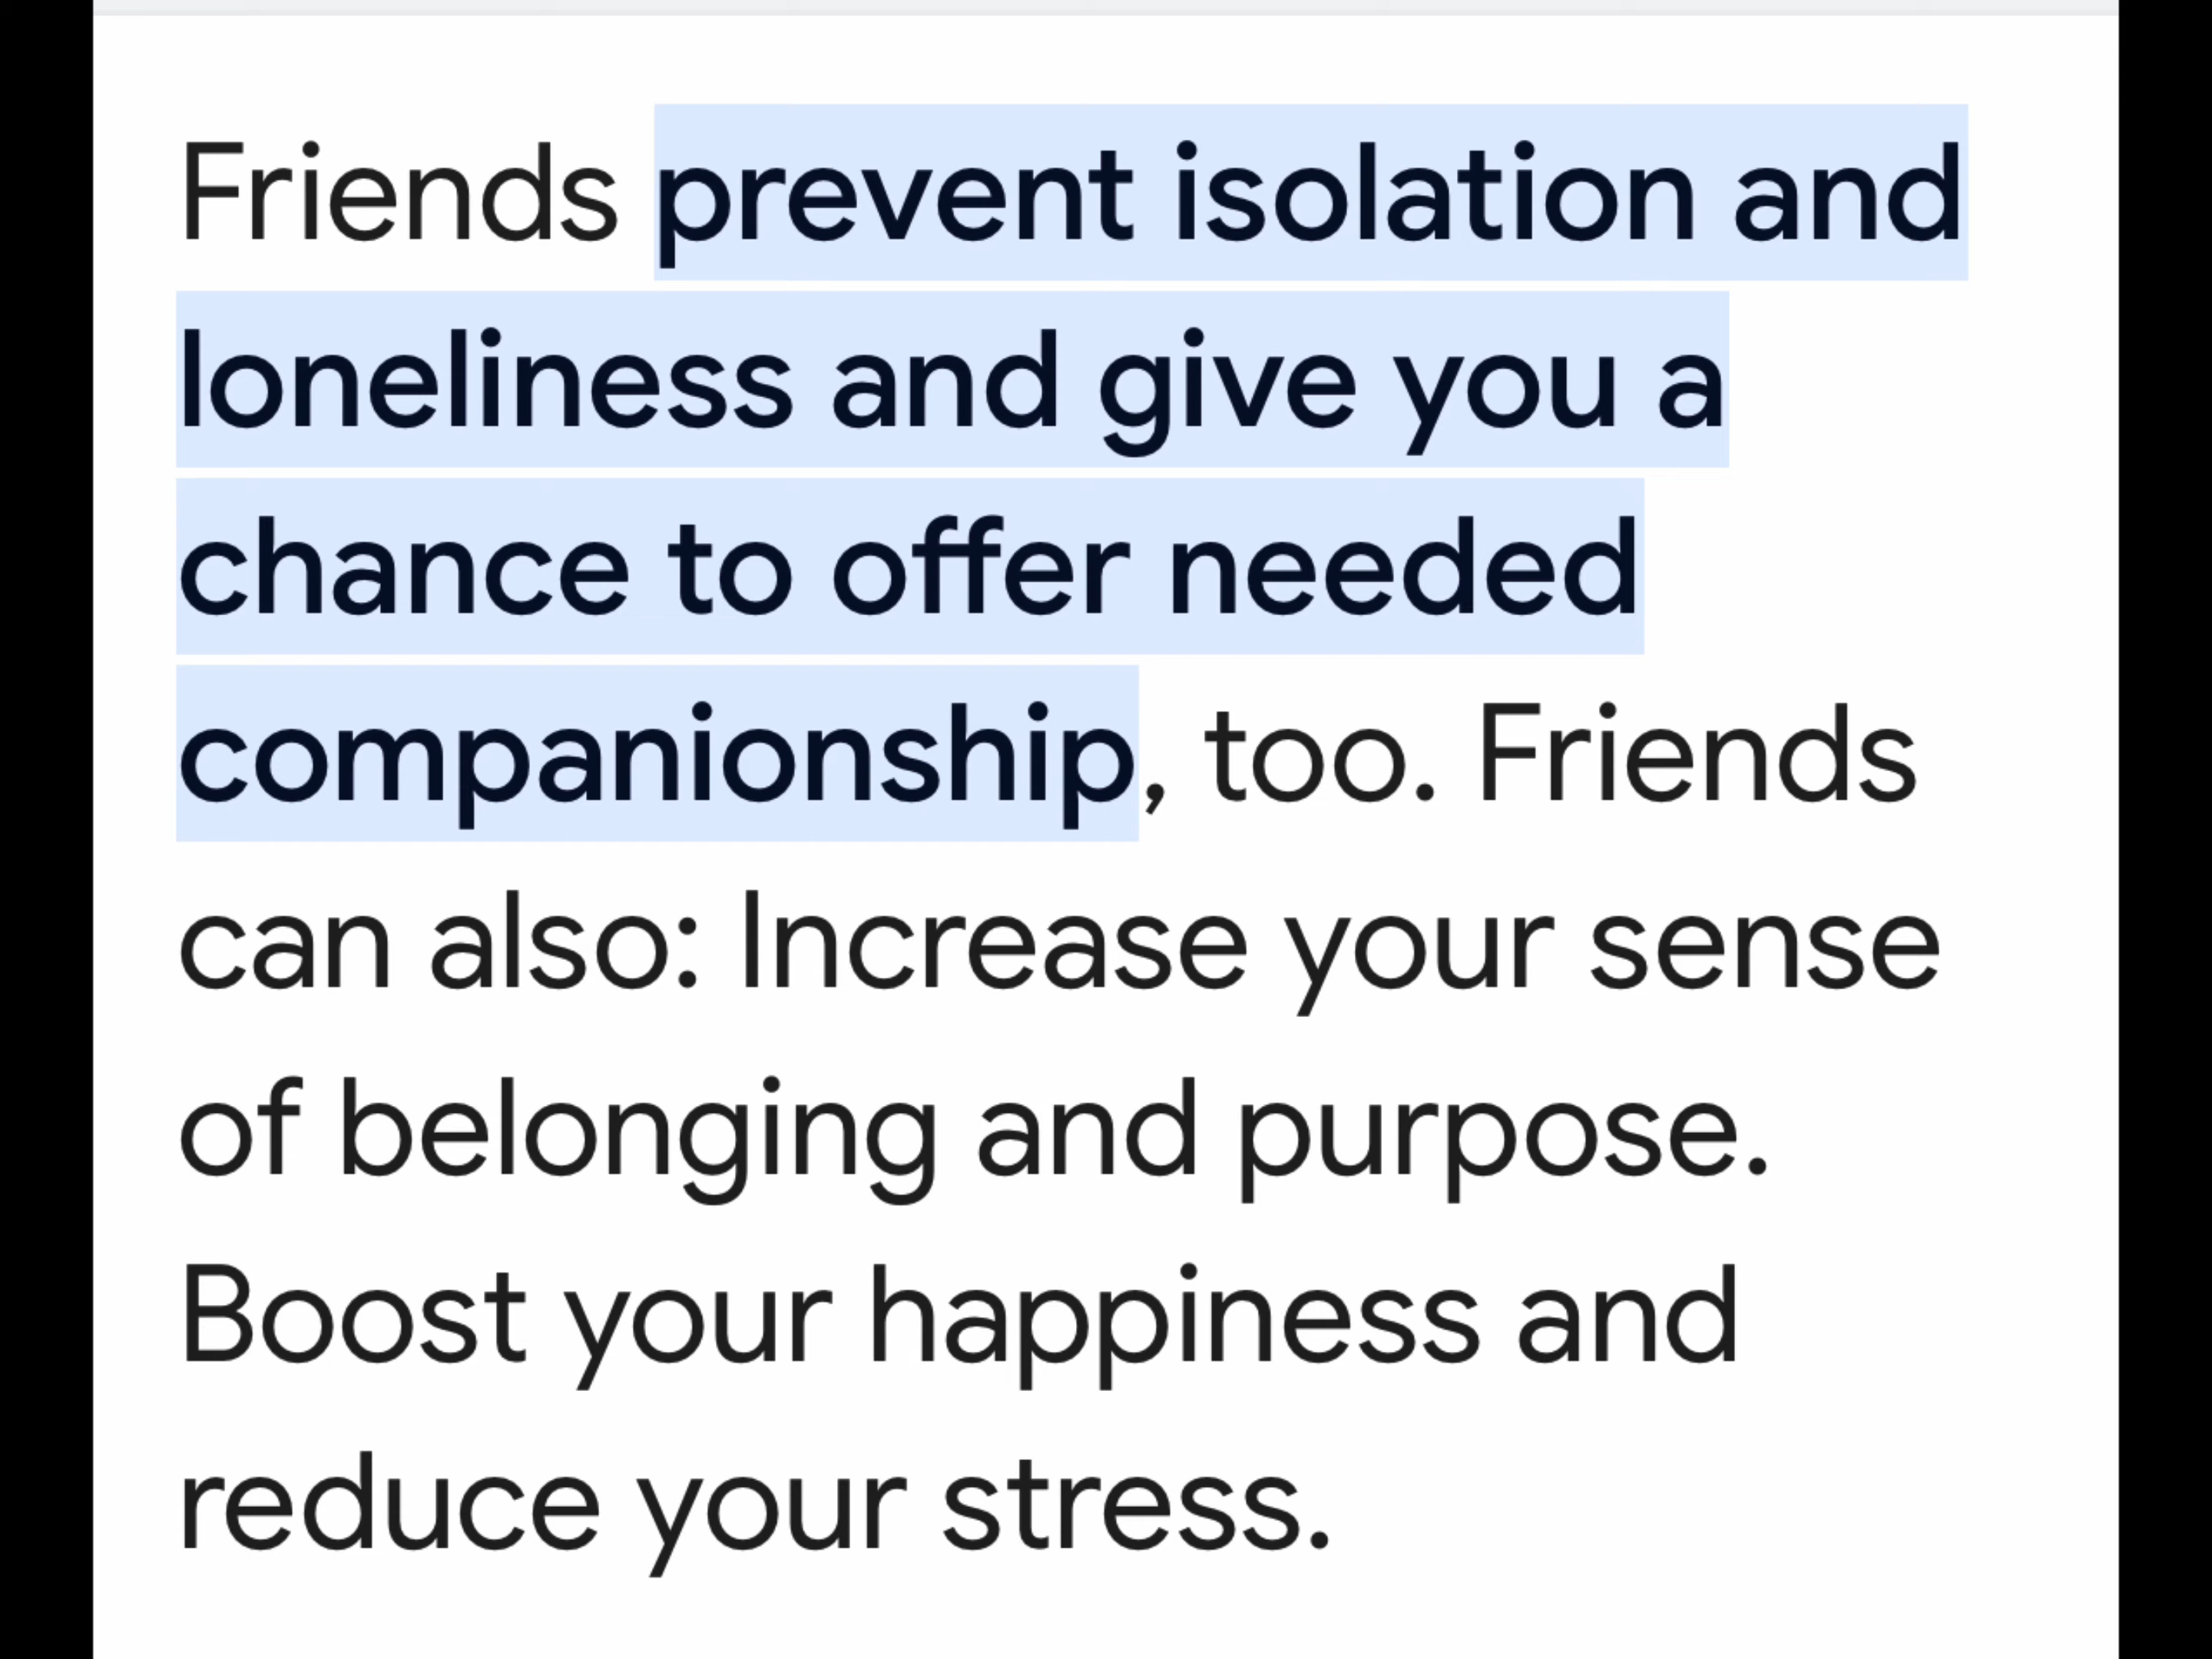 Friends prevent isolation and
loneliness and give you a
chance to offer needed
companionship, too. Friends
can also: Increase your sense
of belonging and purpose.
Boost your happiness and
reduce your stress.